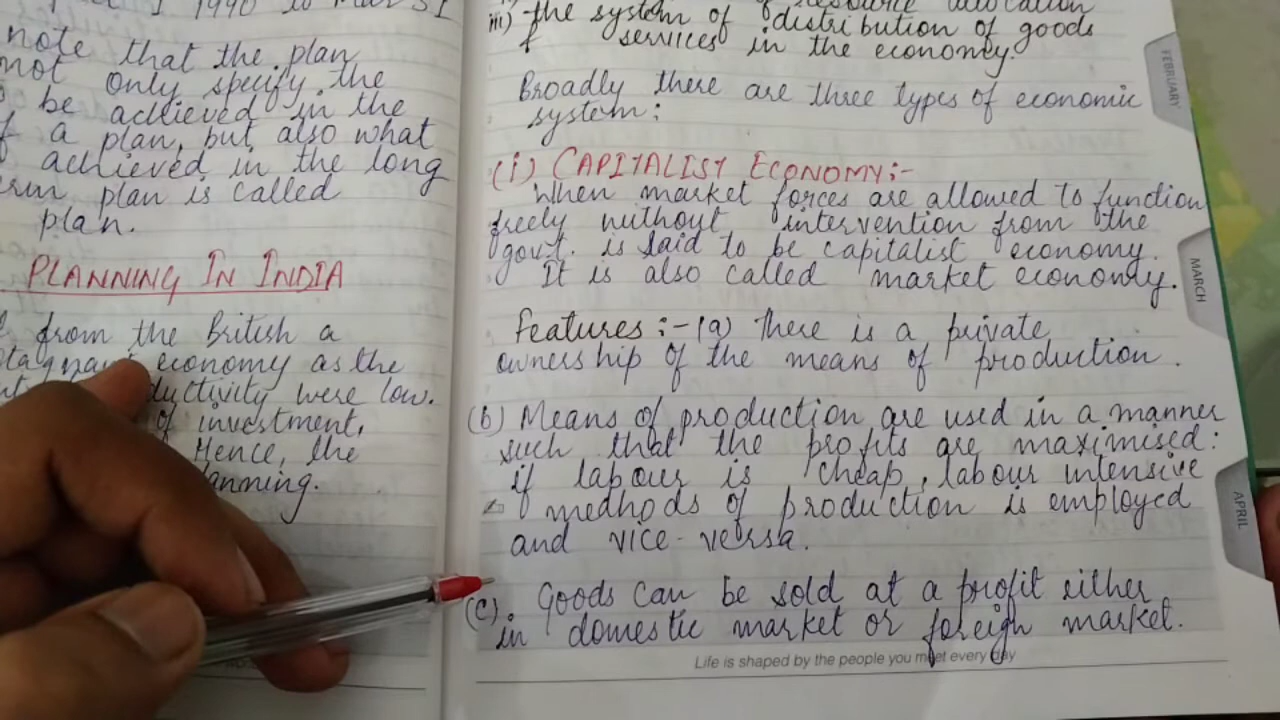 1990 to Mar 31
note that the plan
not only specify the
be achieved in the
a plan, but also what
achieved in the long
plan is called
plan.
PLANNING IN INDIA
from the British a
economy as the
ductivity were low.
of investment,
Hence, the
anning.
iii) the system of distribution of goods
services in the economy.
Broadly there are three types of economic
system:
(i) CAPITALIST ECONOMY:-
When market forces are allowed to function
freely without intervention from the
govt. is said to be capitalist economy.
It is also called market economy.
Features :- (a) There is a private
ownership of the means of production.
(b) Means of production are used in a manner
such that the profits are maximised:
if labour is cheap, labour intensive
methods of production is employed
and vice-versa.
(c). Goods can be sold at a profit either
in domestic market or foreign market.
Life is shaped by the people you meet every day
FEBRUARY
MARCH
APRIL